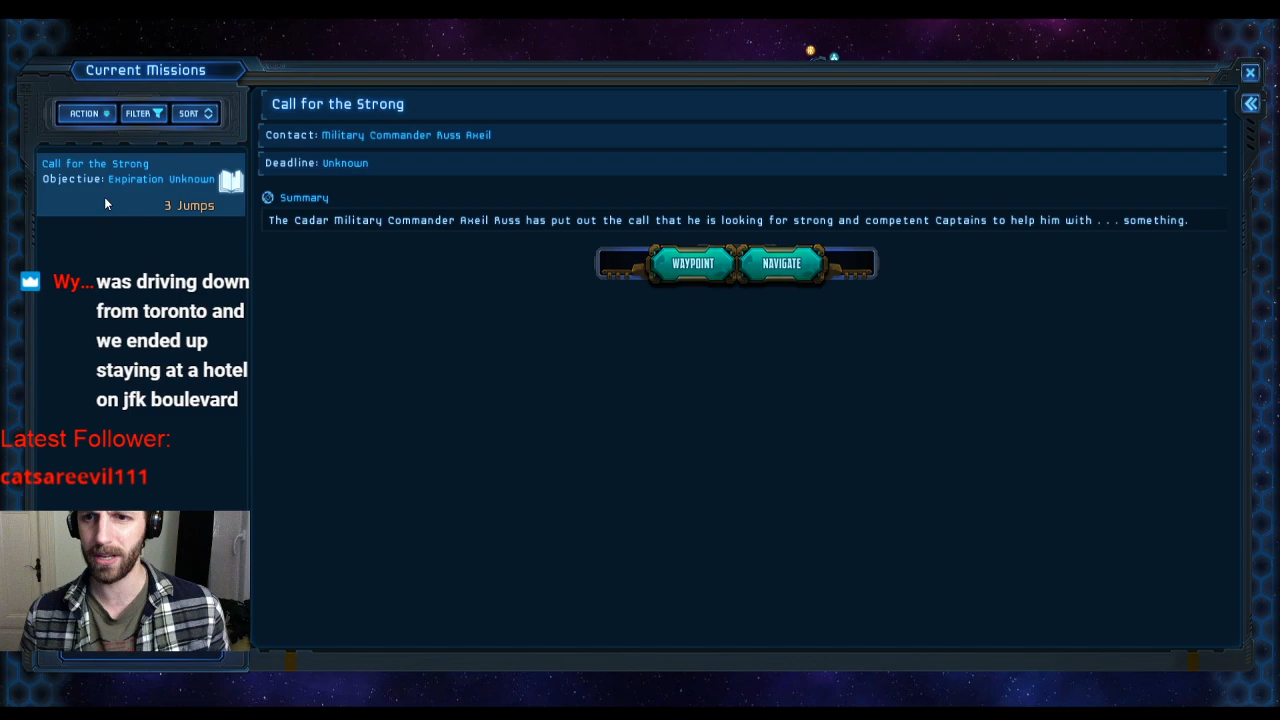 Current Missions
ACTION
FILTER
SORT
Call for the Strong
Objective: Expiration Unknown
3 Jumps
Call for the Strong
Contact: Military Commander Russ Axeil
Deadline: Unknown
Summary
The Cadar Military Commander Axeil Russ has put out the call that he is looking for strong and competent Captains to help him with . . . something.
WAYPOINT
NAVIGATE
Wy... was driving down
from toronto and
we ended up
staying at a hotel
on jfk boulevard
Latest Follower:
catsareevil111